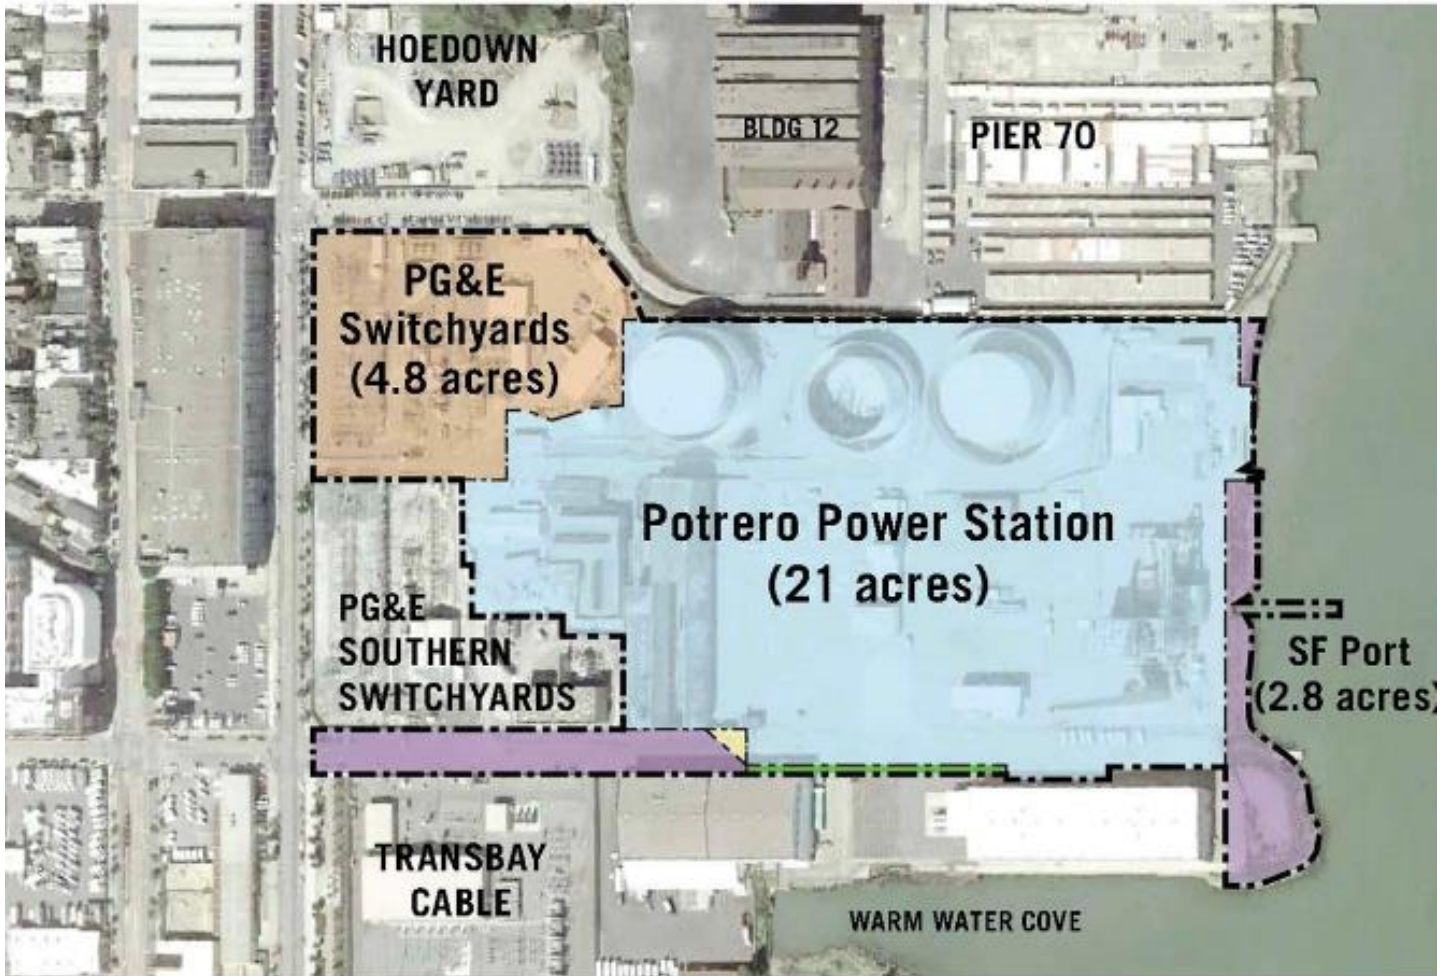 HOEDOWN
YARD
BLDG 12
PIER 70
PG&E
Switchyards
(4.8 acres)
Potrero Power Station
(21 acres)
PG&E
SOUTHERN
SWITCHYARDS
SF Port
(2.8 acres)
TRANSBAY
CABLE
WARM WATER COVE